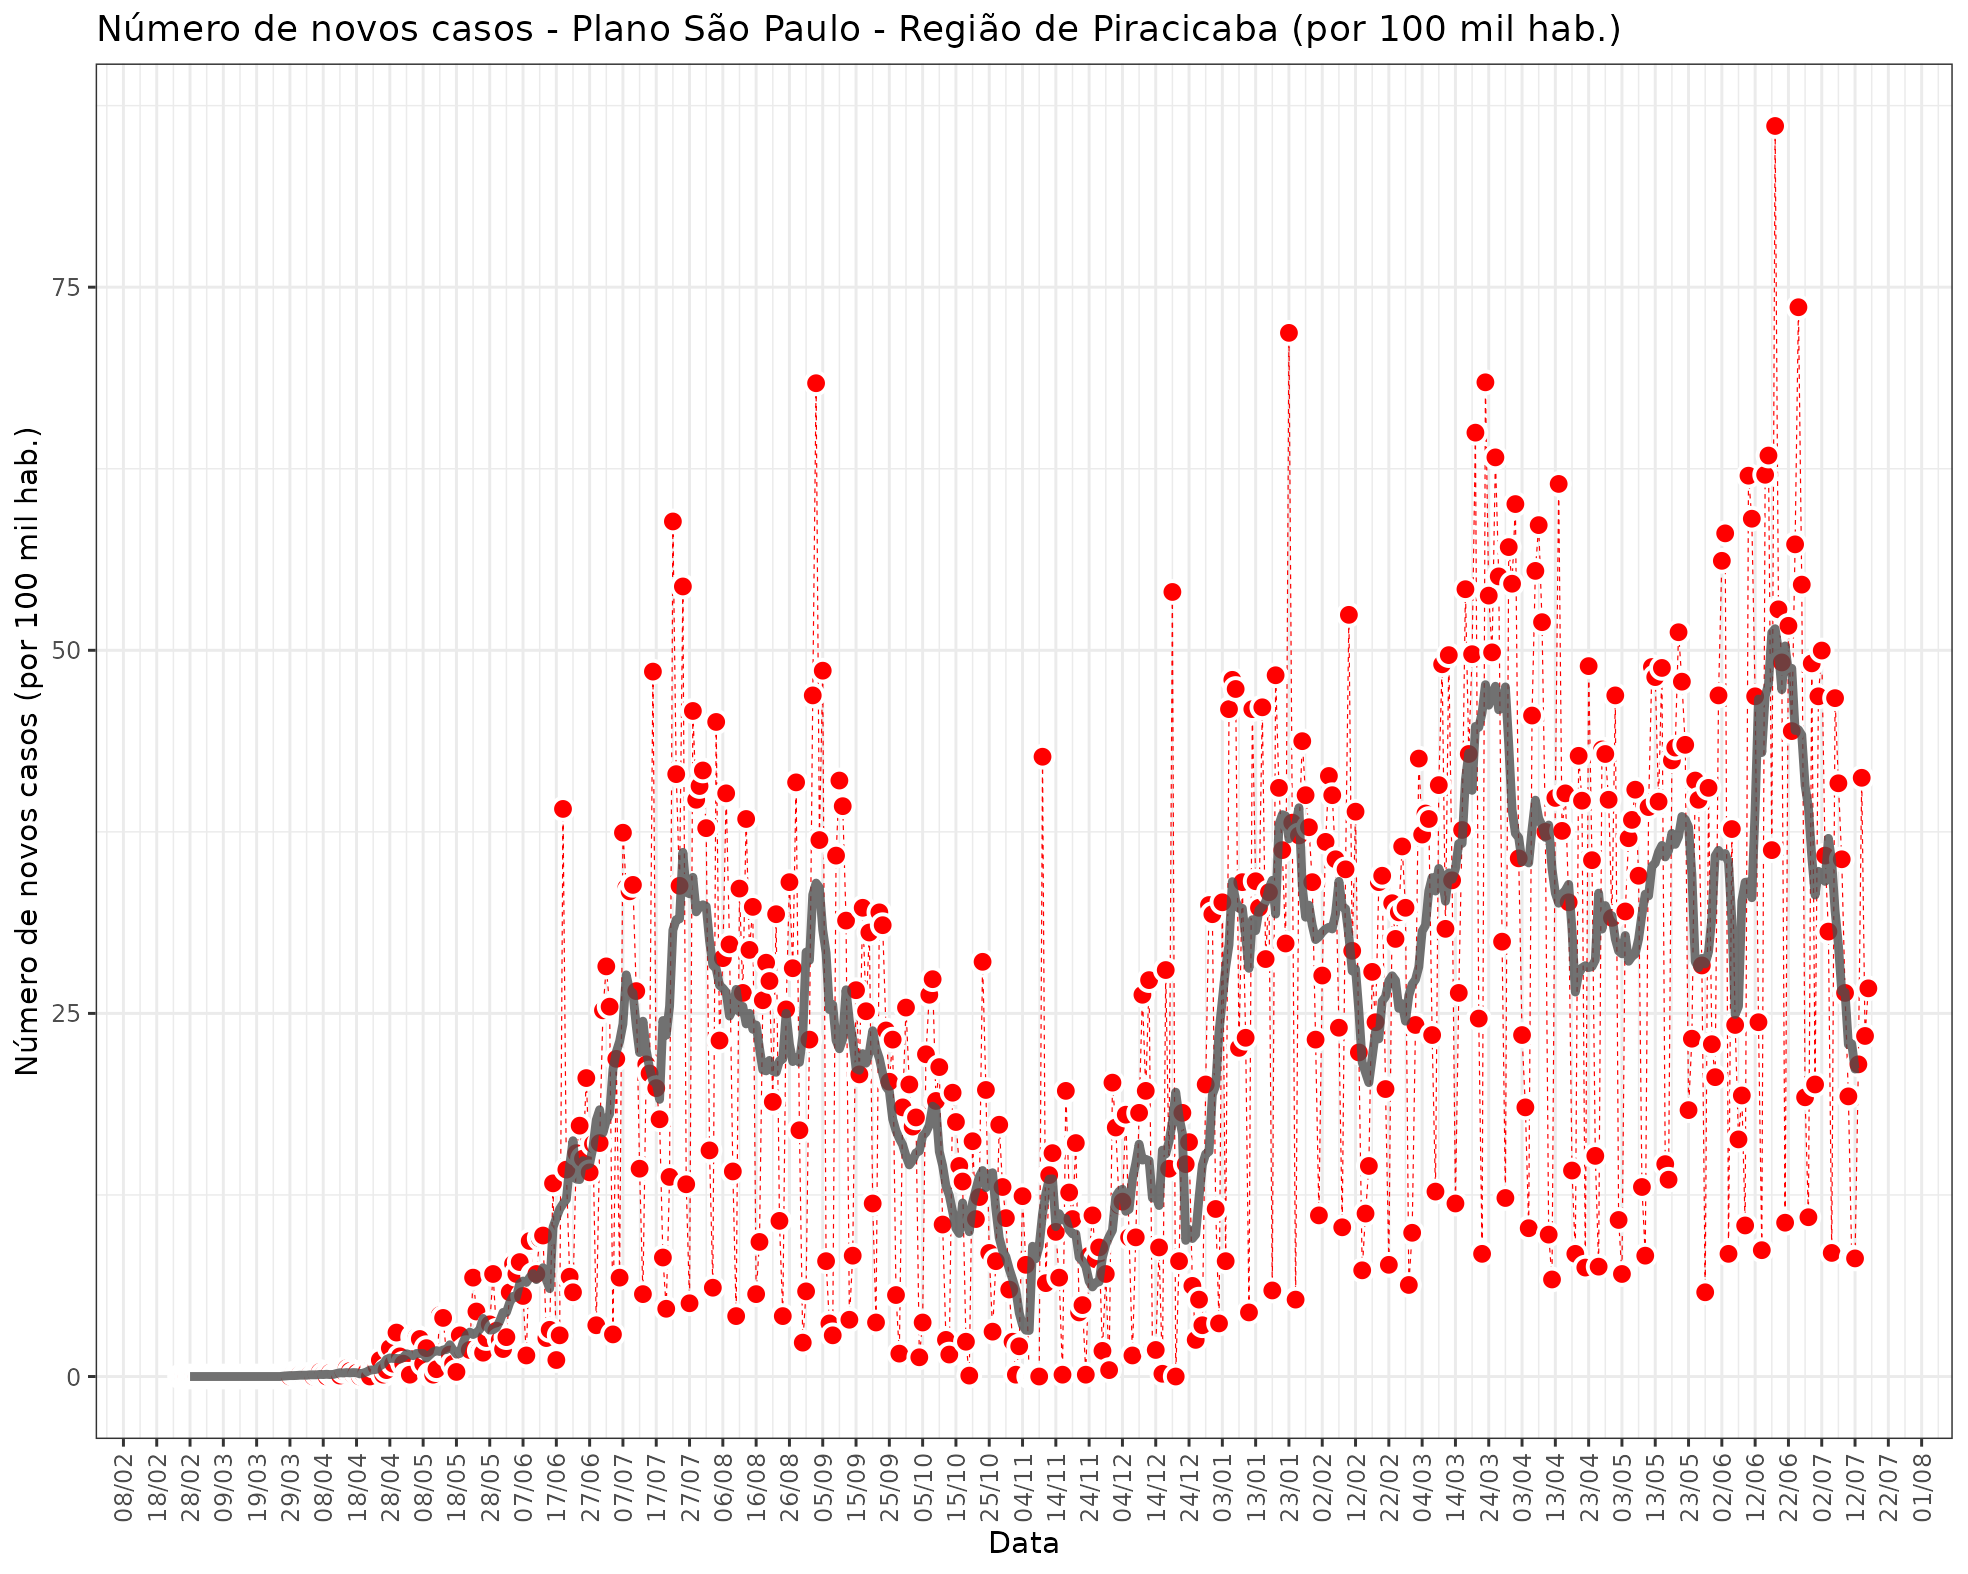 Número de novos casos - Plano São Paulo - Região de Piracicaba (por 100 mil hab.)
Número de novos casos (por 100 mil hab.)
75
50
25
0
08/02 18/02 28/02 09/03 19/03 29/03 08/04 18/04 28/04 08/05 18/05 28/05 07/06 17/06 27/06 07/07 17/07 27/07 06/08 16/08 26/08 05/09 15/09 25/09 05/10 15/10 25/10 04/11 14/11 24/11 04/12 14/12 24/12 03/01 13/01 23/01 02/02 12/02 22/02 04/03 14/03 24/03 03/04 13/04 23/04 03/05 13/05 23/05 02/06 12/06 22/06 02/07 12/07 22/07 01/08
Data